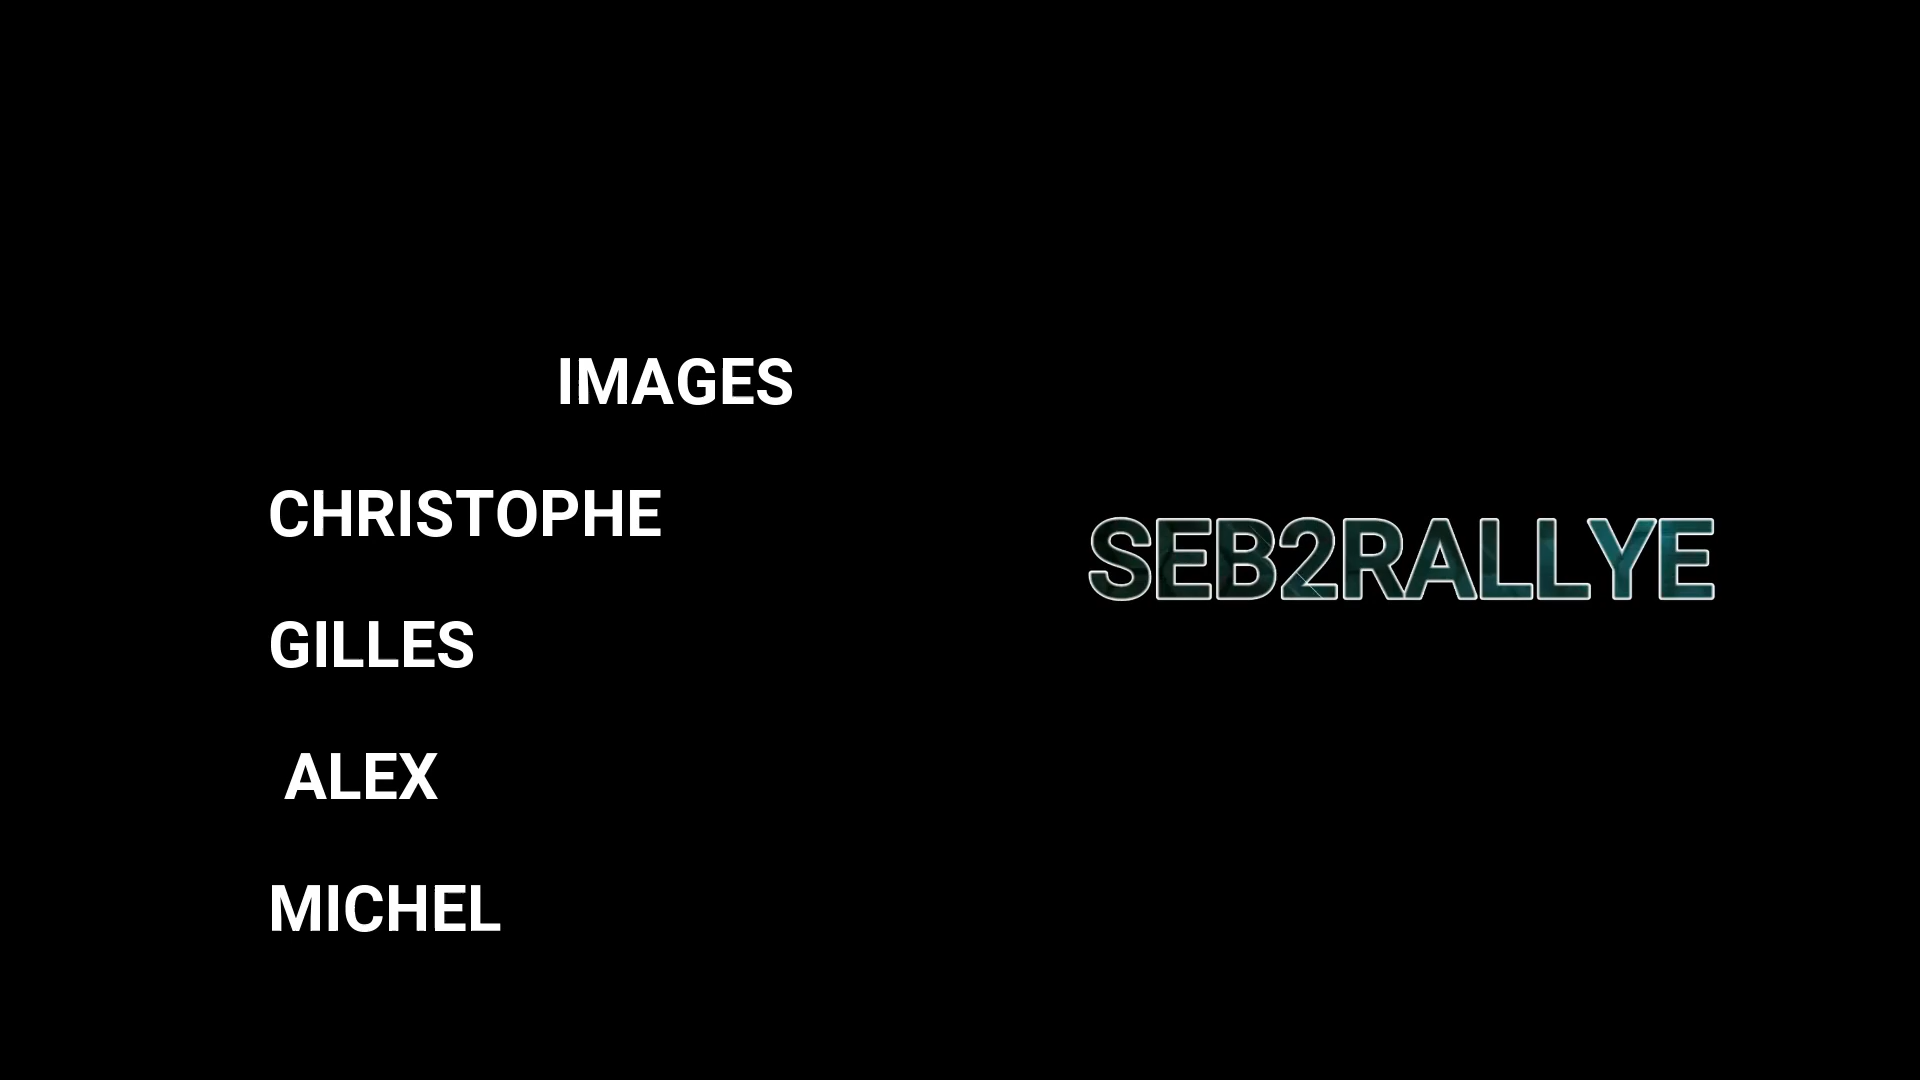 IMAGES
CHRISTOPHE
GILLES
ALEX
MICHEL
SEB2RALLYE